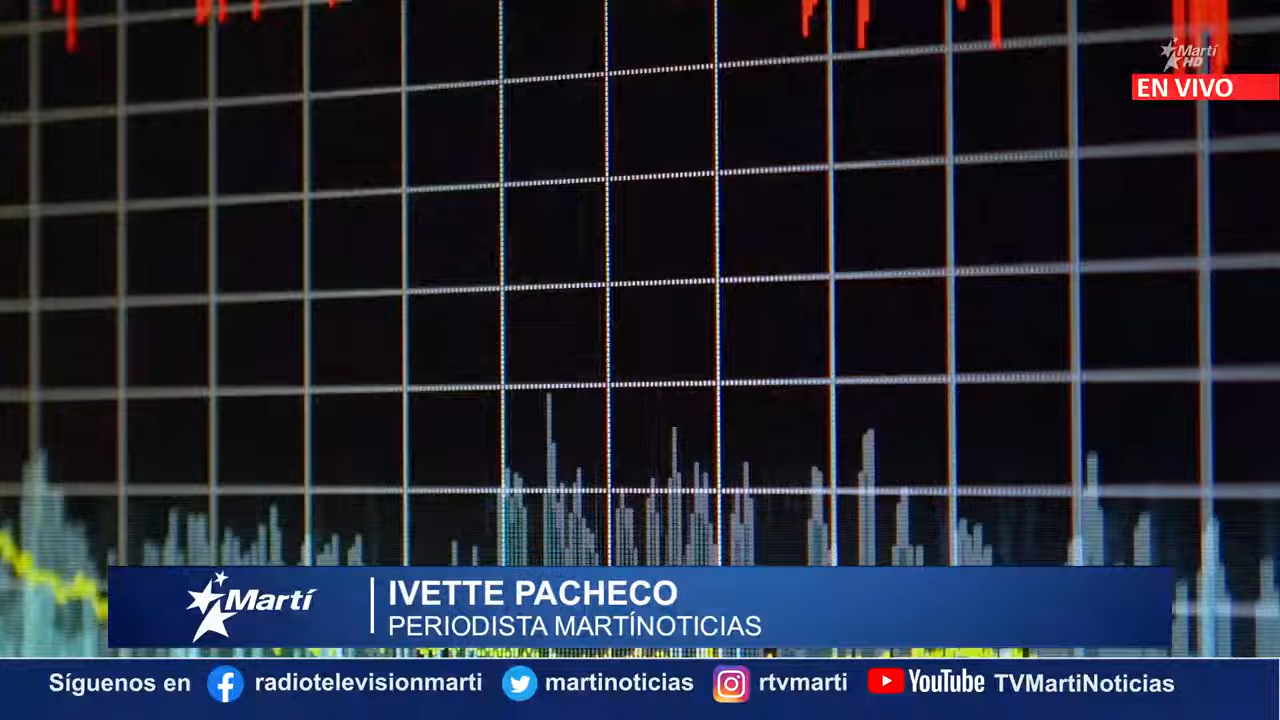 Martí
HD
EN VIVO
Martí
IVETTE PACHECO
PERIODISTA MARTÍNOTICIAS
Síguenos en radiotelevisionmarti martinoticias rtvmarti YouTube TVMartiNoticias